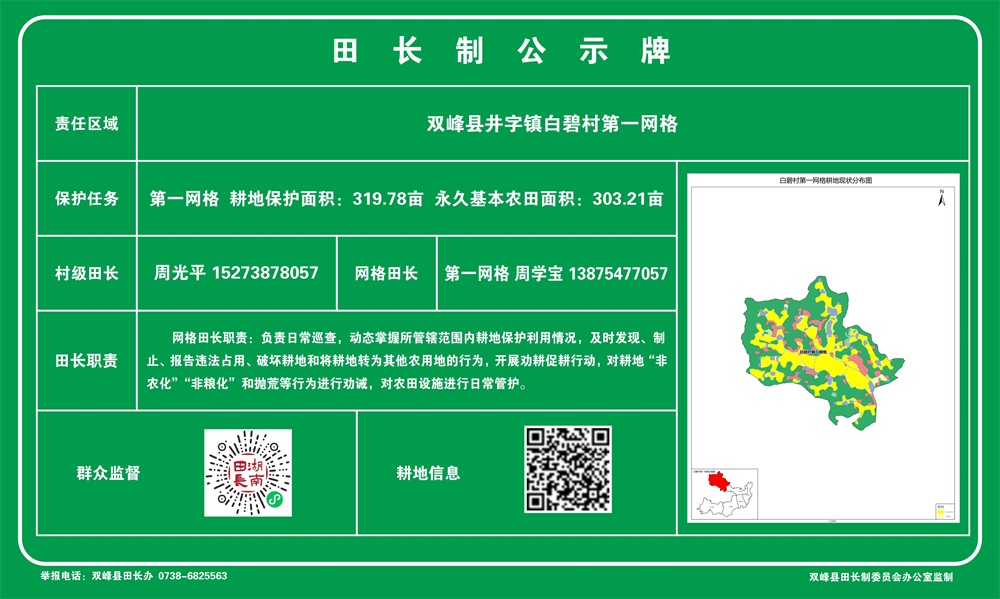 田长制公示牌
责任区域
双峰县井字镇白碧村第一网格
保护任务
第一网格 耕地保护面积：319.78亩 永久基本农田面积：303.21亩
白碧村第一网格耕地现状分布图
N
村级田长
周光平 15273878057
网格田长
第一网格 周学宝 13875477057
田长职责
网格田长职责：负责日常巡查，动态掌握所管辖范围内耕地保护利用情况，及时发现、制
止、报告违法占用、破坏耕地和将耕地转为其他农用地的行为，开展劝耕促耕行动，对耕地“非
农化”“非粮化”和抛荒等行为进行劝诫，对农田设施进行日常管护。
群众监督
湖南田長
耕地信息
举报电话：双峰县田长办 0738-6825563
双峰县田长制委员会办公室监制